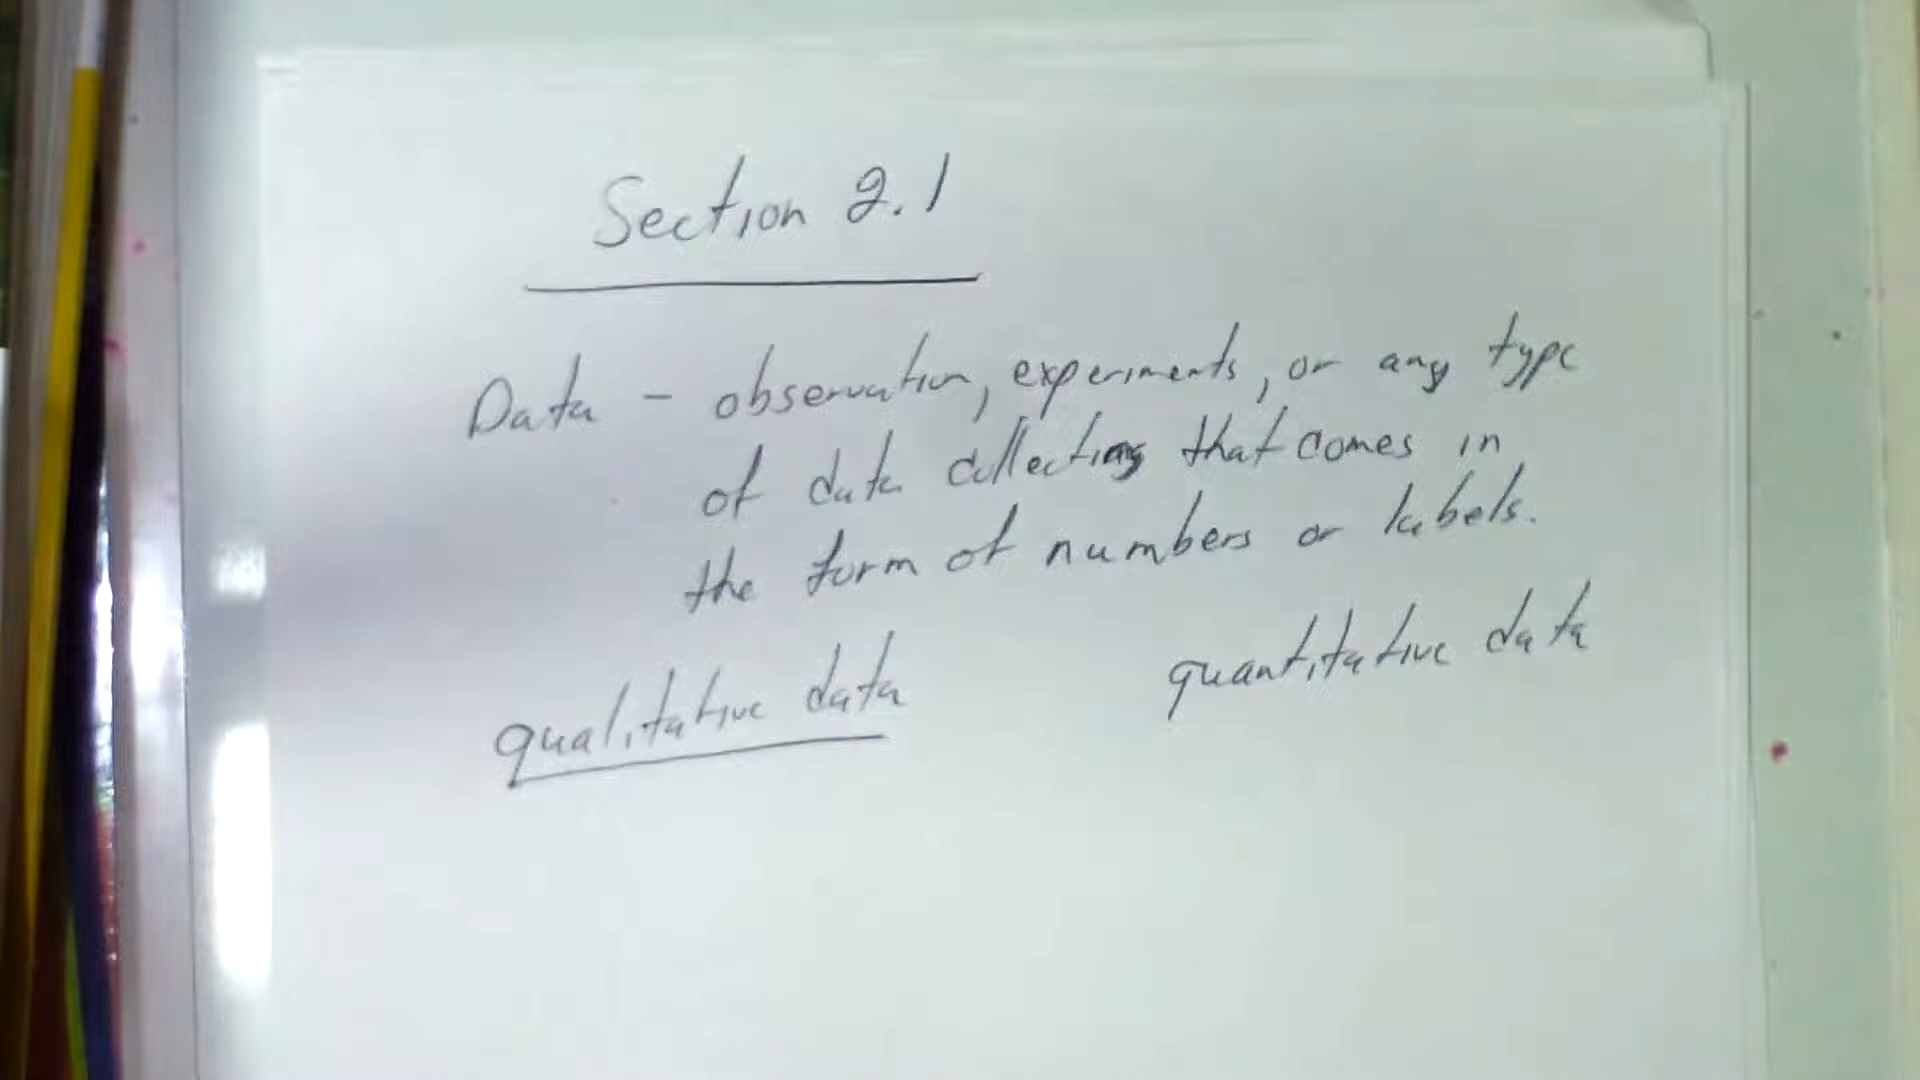 Section 2.1
Data - observation, experiments, or any type
of data collecting that comes in
the form of numbers or labels.
qualitative data quantitative data